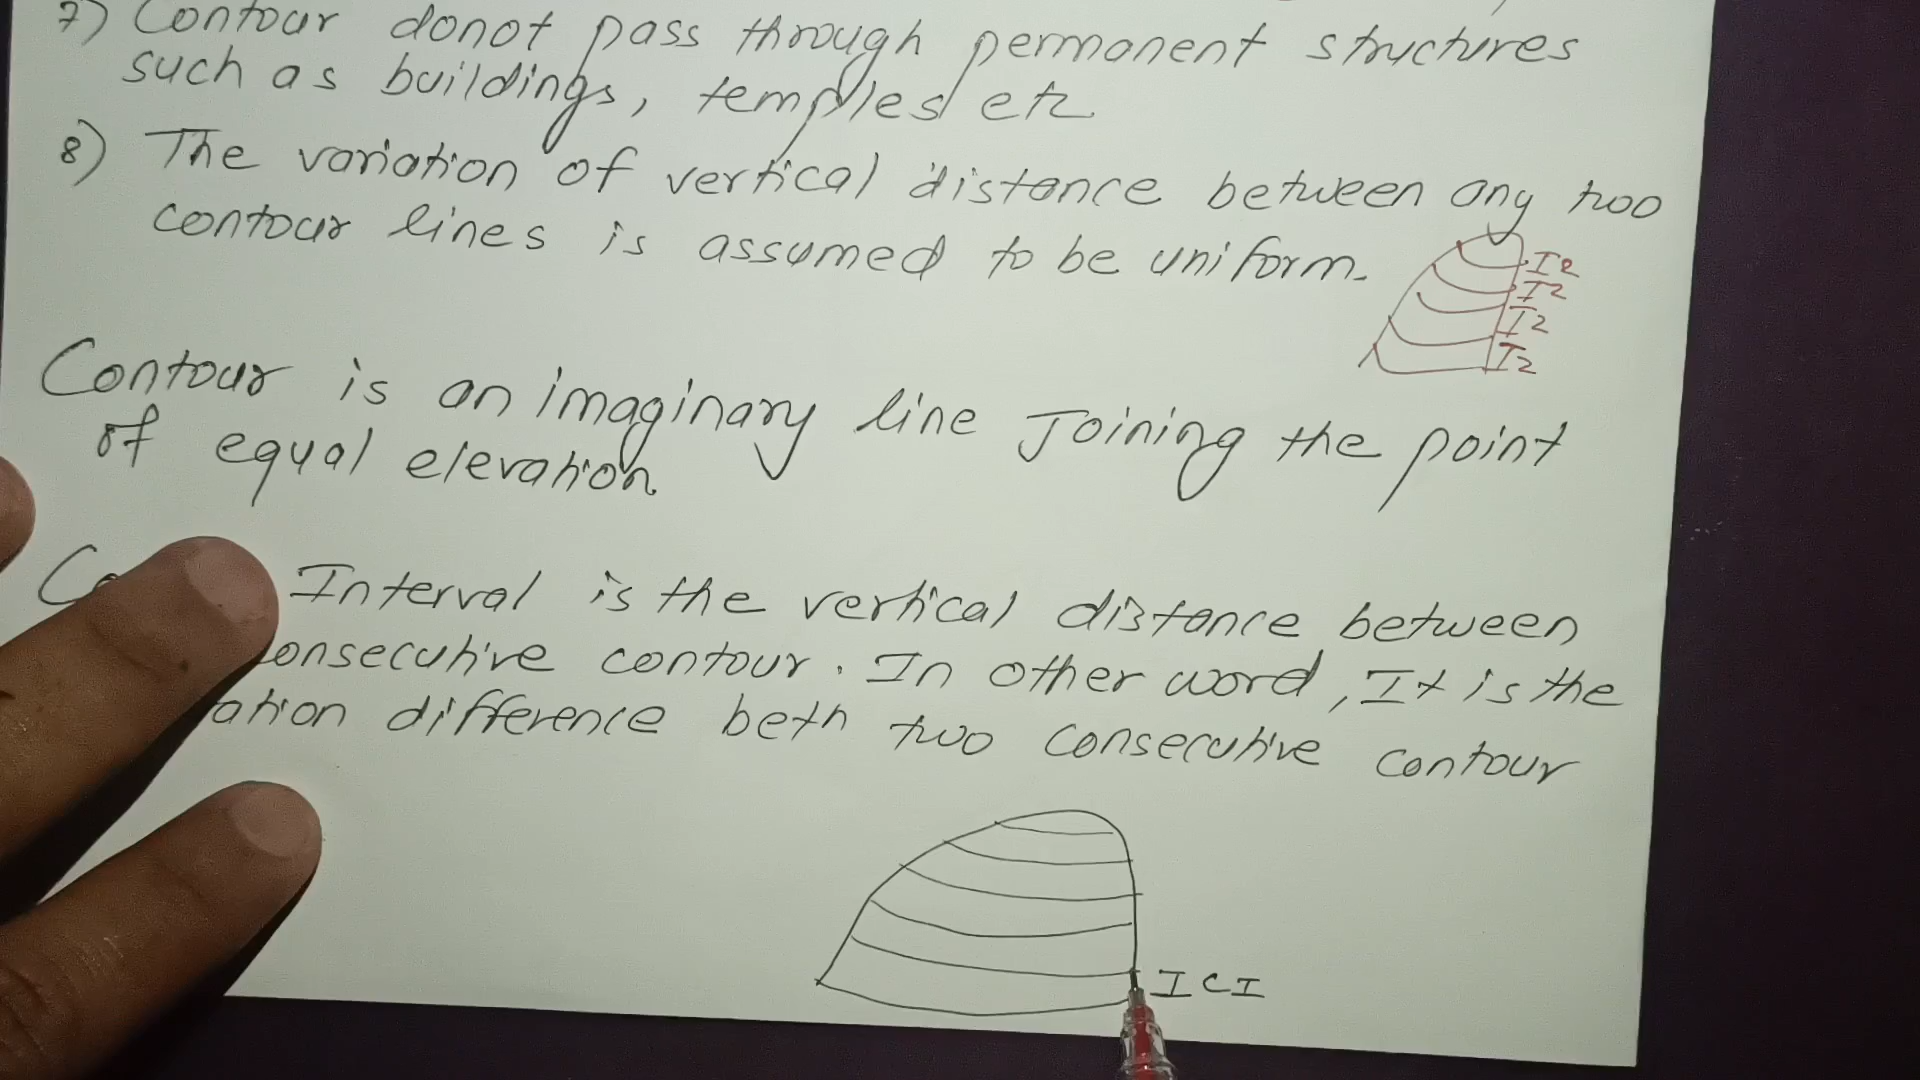 7) Contour donot pass through permanent structures
such as buildings, temples etc
8) The variation of vertical distance between any two
contour lines is assumed to be uniform.
I2
I2
I2
I2
Contour is an imaginary line Joining the point
of equal elevation.
Interval is the vertical distance between
consecutive contour. In other word, It is the
difference beth two consecutive contour
I CI